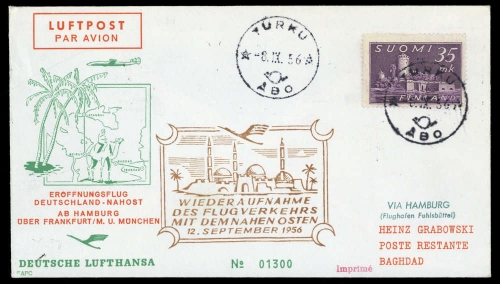 LUFTPOST
PAR AVION
TURKU
-8.IX.56
ÅBO
SUOMI 35
mk
FINLAND
ÅBO
ERÖFFNUNGSFLUG
DEUTSCHLAND-NAHOST
AB HAMBURG
ÜBER FRANKFURT/M. U. MÜNCHEN
WIEDERAUFNAHME
DES FLUGVERKEHRS
MIT DEM NAHEN OSTEN
12. SEPTEMBER 1956
VIA HAMBURG
(Flughafen Fuhlsbüttel)
HEINZ GRABOWSKI
POSTE RESTANTE
BAGHDAD
DEUTSCHE LUFTHANSA
No 01300
Imprimé